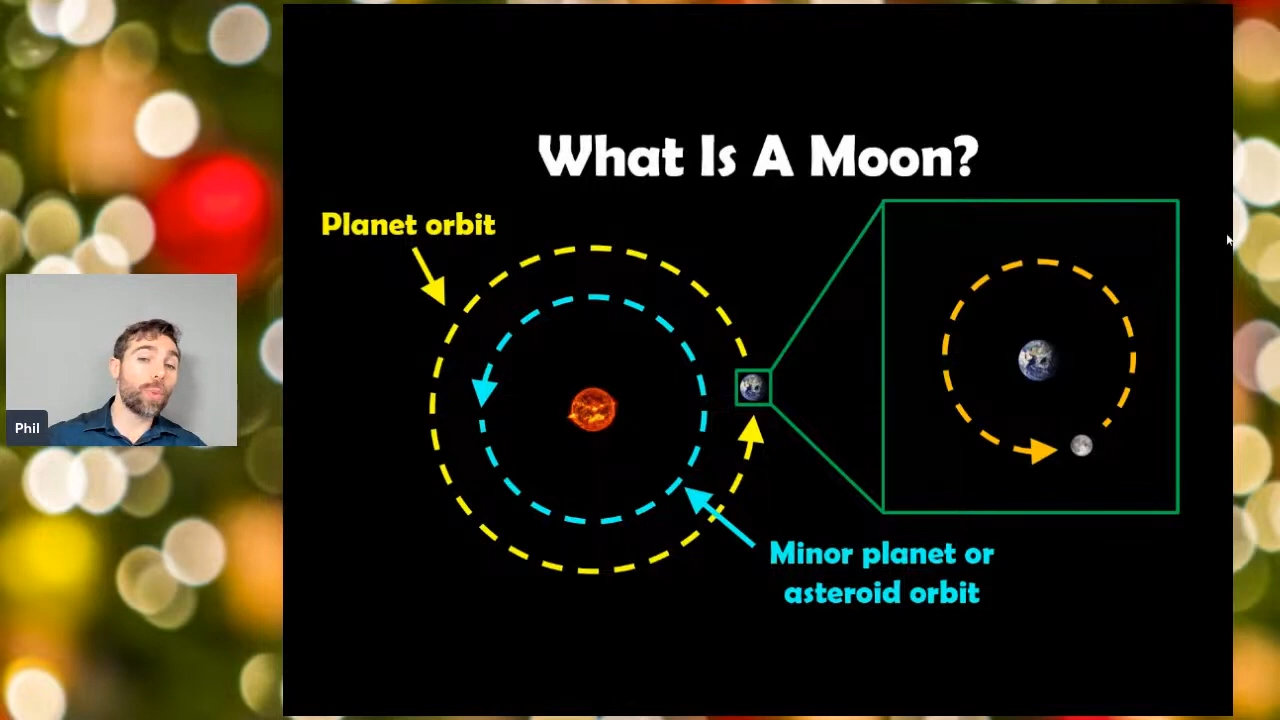 What Is A Moon?
Planet orbit
Phil
Minor planet or
asteroid orbit